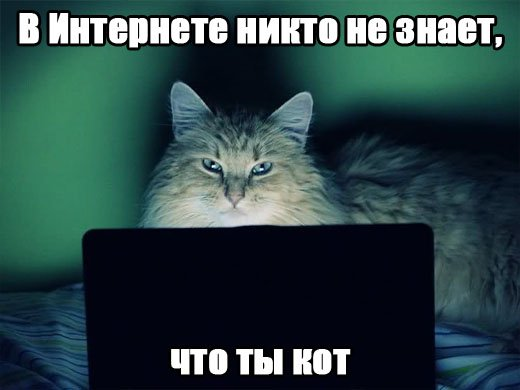 В Интернете никто не знает,
что ты кот